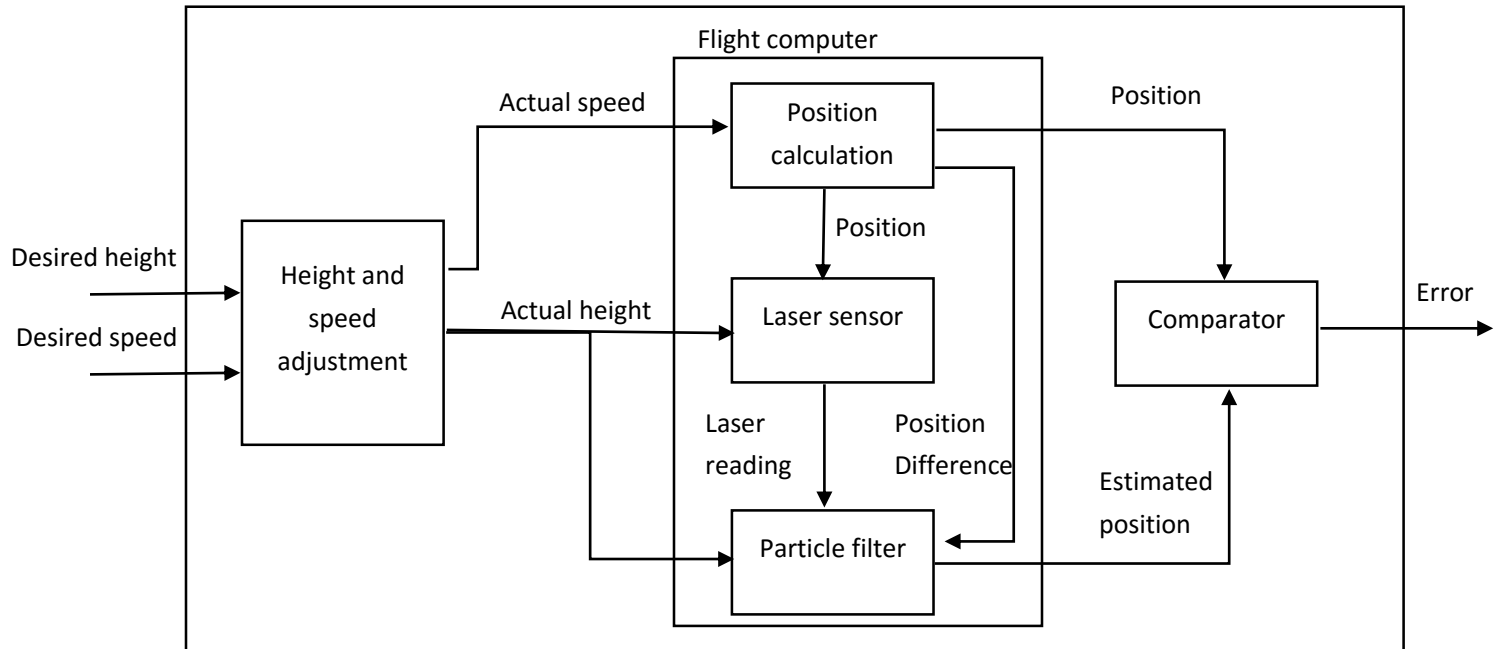 Flight computer
Actual speed
Position
calculation
Position
Position
Desired height
Desired speed
Height and
speed
adjustment
Actual height
Laser sensor
Comparator
Error
Laser
reading
Position
Difference
Estimated
position
Particle filter